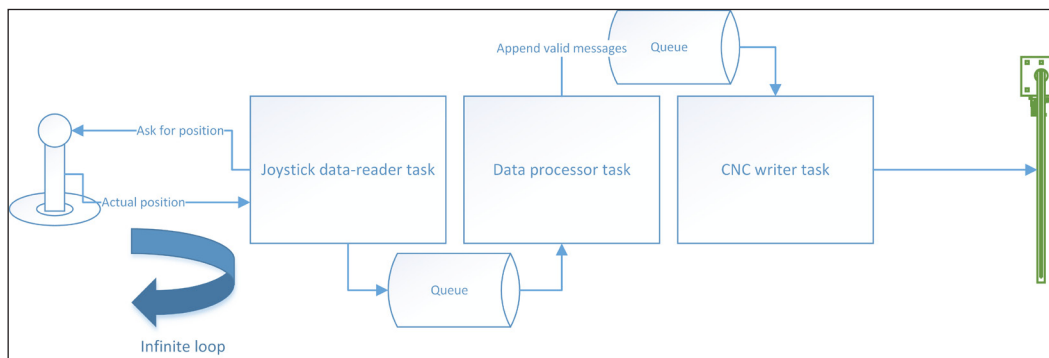 Append valid messages
Queue
Ask for position
Joystick data-reader task
Data processor task
CNC writer task
Actual position
Queue
Infinite loop